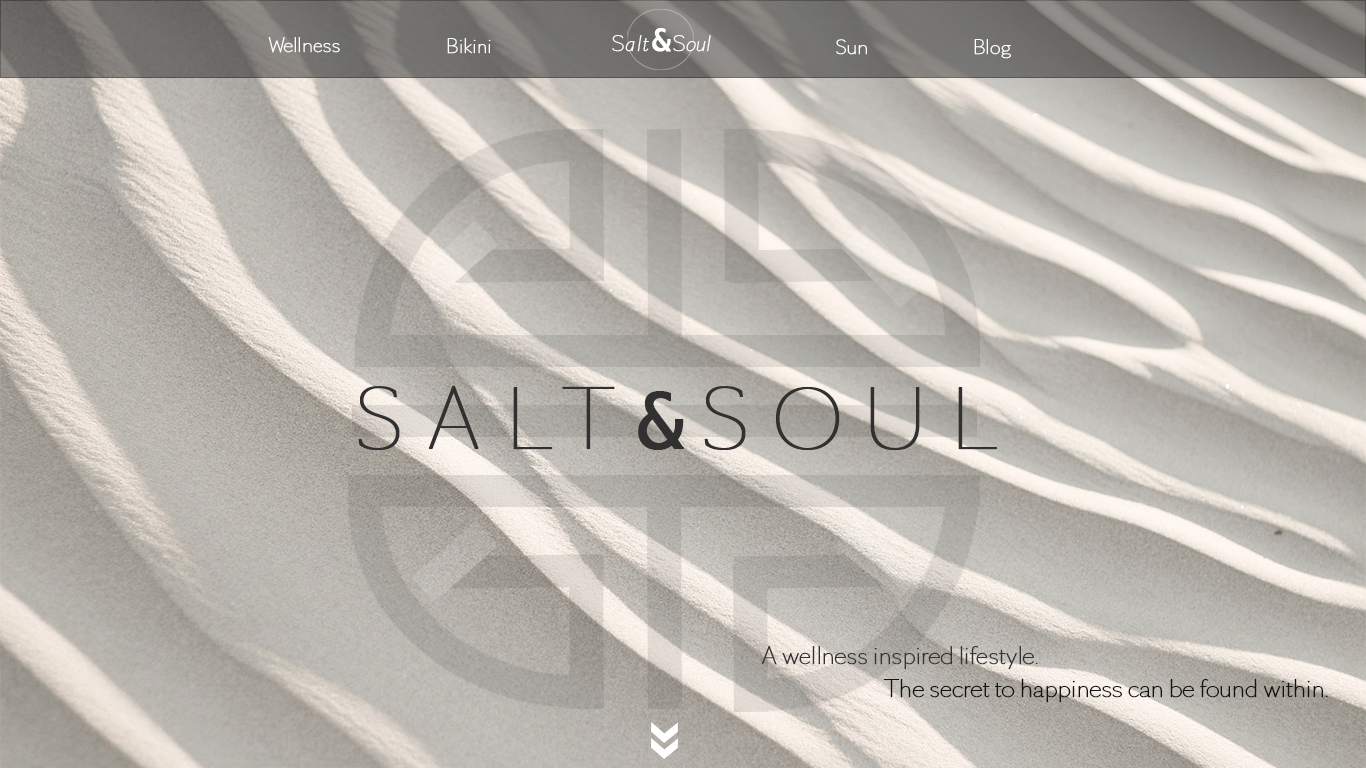 Wellness
Bikini
Salt&Soul
Sun
Blog
SALT&SOUL
A wellness inspired lifestyle.
The secret to happiness can be found within.